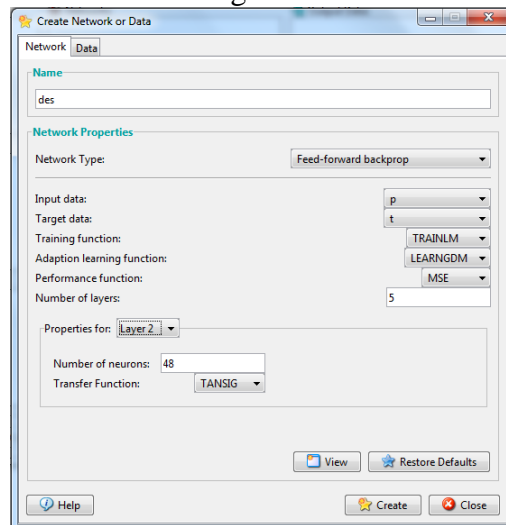 Create Network or Data
Network Data
Name
des
Network Properties
Network Type: Feed-forward backprop
Input data: p
Target data: t
Training function: TRAINLM
Adaption learning function: LEARNGDM
Performance function: MSE
Number of layers: 5
Properties for: Layer 2
Number of neurons: 48
Transfer Function: TANSIG
View Restore Defaults
Help Create Close